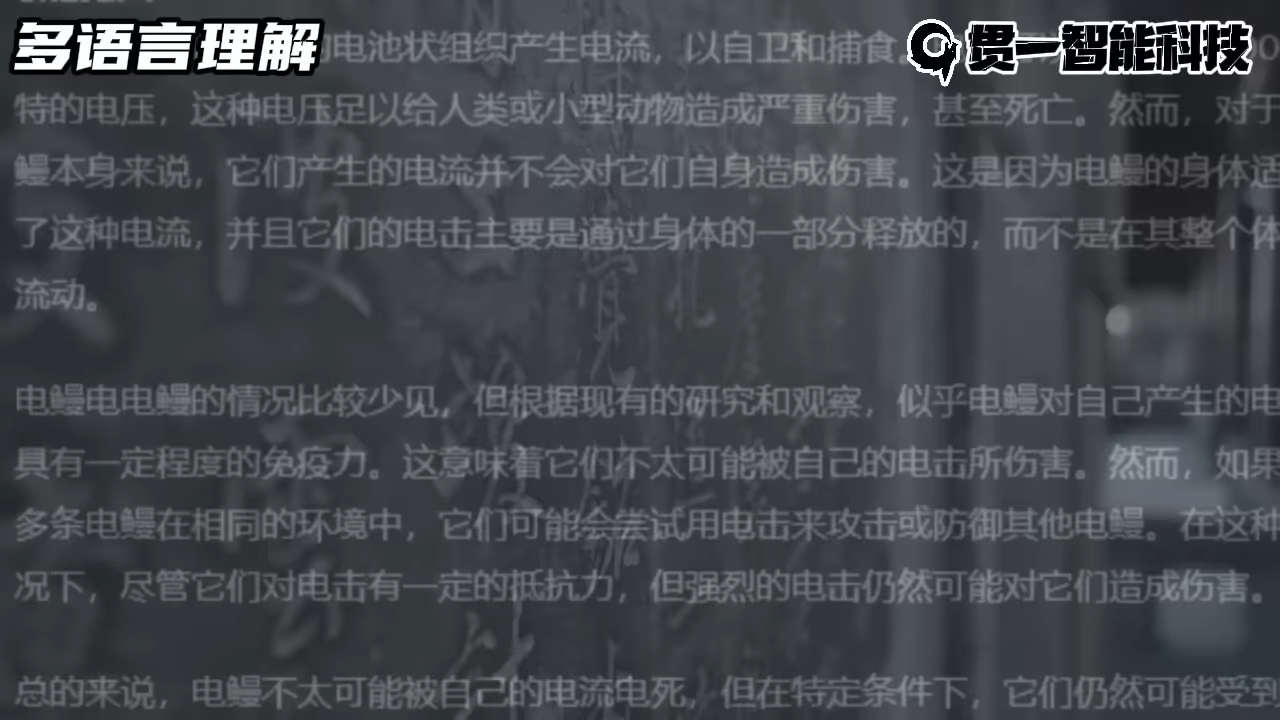 多语言理解
贯一智能科技
电池状组织产生电流，以自卫和捕食
特的电压，这种电压足以给人类或小型动物造成严重伤害，甚至死亡。然而，对于
鳗本身来说，它们产生的电流并不会对它们自身造成伤害。这是因为电鳗的身体适
了这种电流，并且它们的电击主要是通过身体的一部分释放的，而不是在其整个体
流动。
电鳗电电鳗的情况比较少见，但根据现有的研究和观察，似乎电鳗对自己产生的电
具有一定程度的免疫力。这意味着它们不太可能被自己的电击所伤害。然而，如果
多条电鳗在相同的环境中，它们可能会尝试用电击来攻击或防御其他电鳗。在这种
况下，尽管它们对电击有一定的抵抗力，但强烈的电击仍然可能对它们造成伤害。
总的来说，电鳗不太可能被自己的电流电死，但在特定条件下，它们仍然可能受到